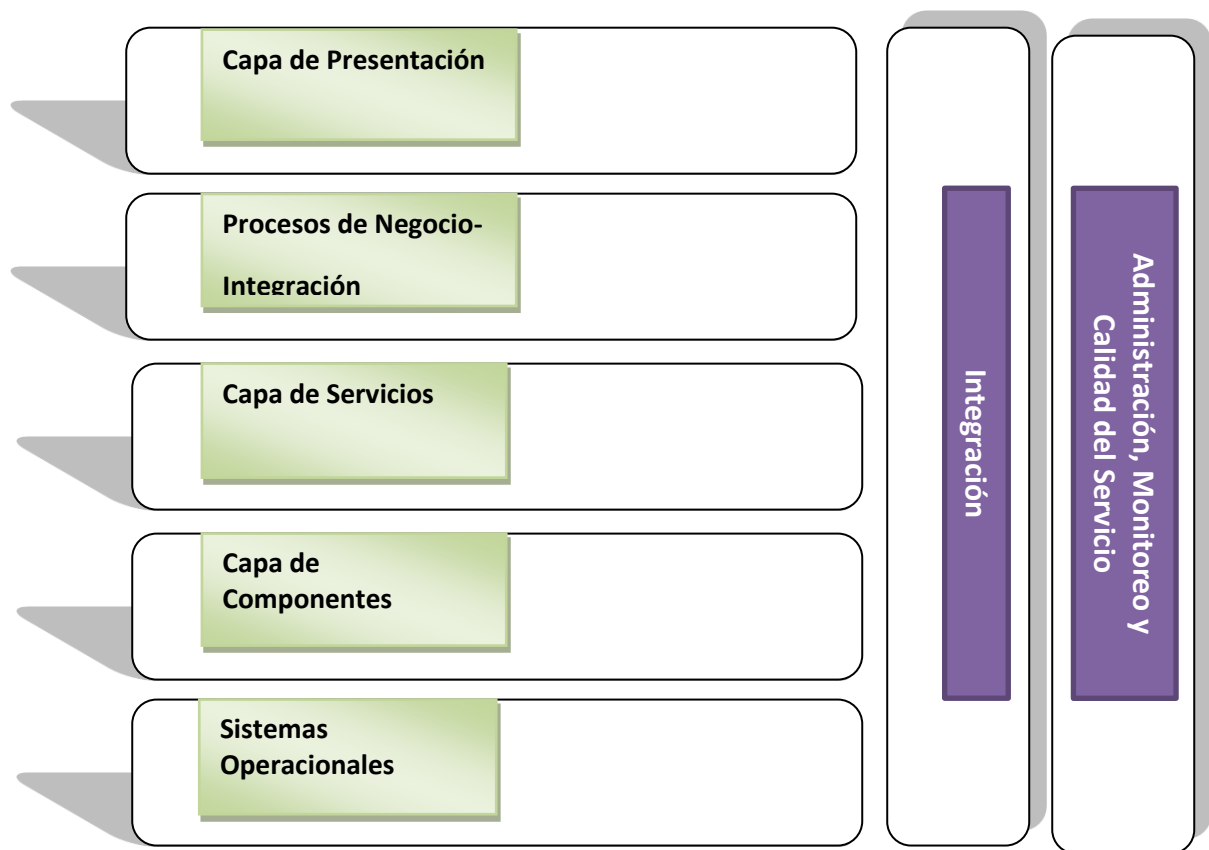 Capa de Presentación
Procesos de Negocio-
Integración
Capa de Servicios
Capa de
Componentes
Sistemas
Operacionales
Integración
Administración, Monitoreo y
Calidad del Servicio